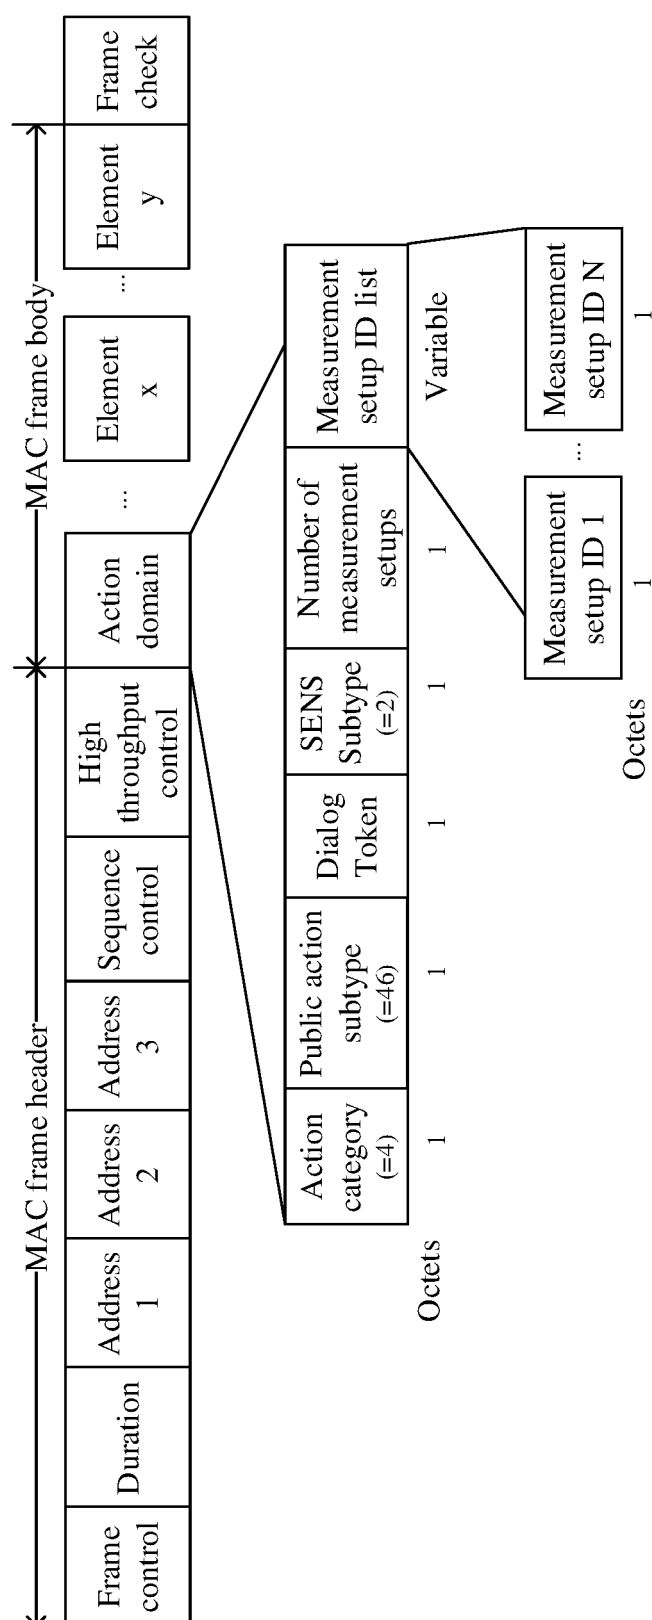 MAC frame header
MAC frame body
Frame
control
Duration
Address
1
Address
2
Address
3
Sequence
control
High
throughput
control
Action
domain
...
Element
x
...
Element
y
Frame
check
Action
category
(=4)
Public action
subtype
(=46)
Dialog
Token
SENS
Subtype
(=2)
Number of
measurement
setups
Measurement
setup ID list
Octets
1
1
1
1
1
Variable
Measurement
setup ID 1
...
Measurement
setup ID N
Octets
1
1